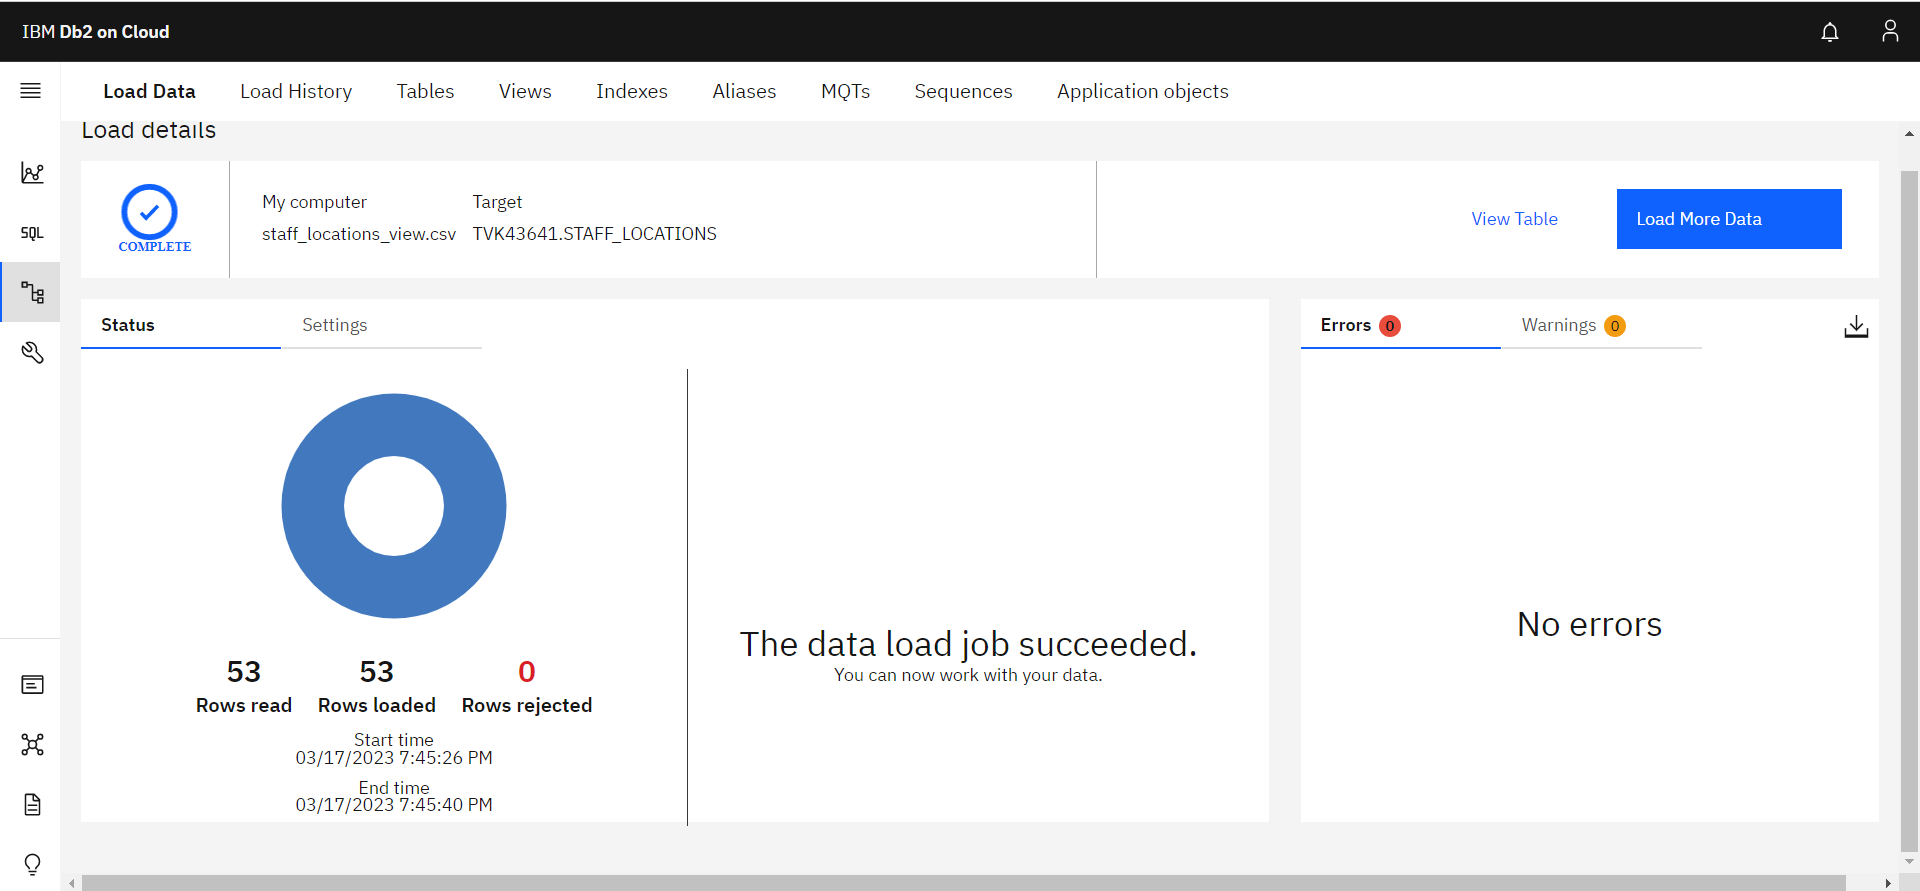 IBM Db2 on Cloud
Load Data Load History Tables Views Indexes Aliases MQTs Sequences Application objects
Load details
SQL
COMPLETE
My computer
staff_locations_view.csv
Target
TVK43641.STAFF_LOCATIONS
View Table
Load More Data
Status Settings
53 53 0
Rows read Rows loaded Rows rejected
Start time
03/17/2023 7:45:26 PM
End time
03/17/2023 7:45:40 PM
The data load job succeeded.
You can now work with your data.
Errors 0 Warnings 0
No errors